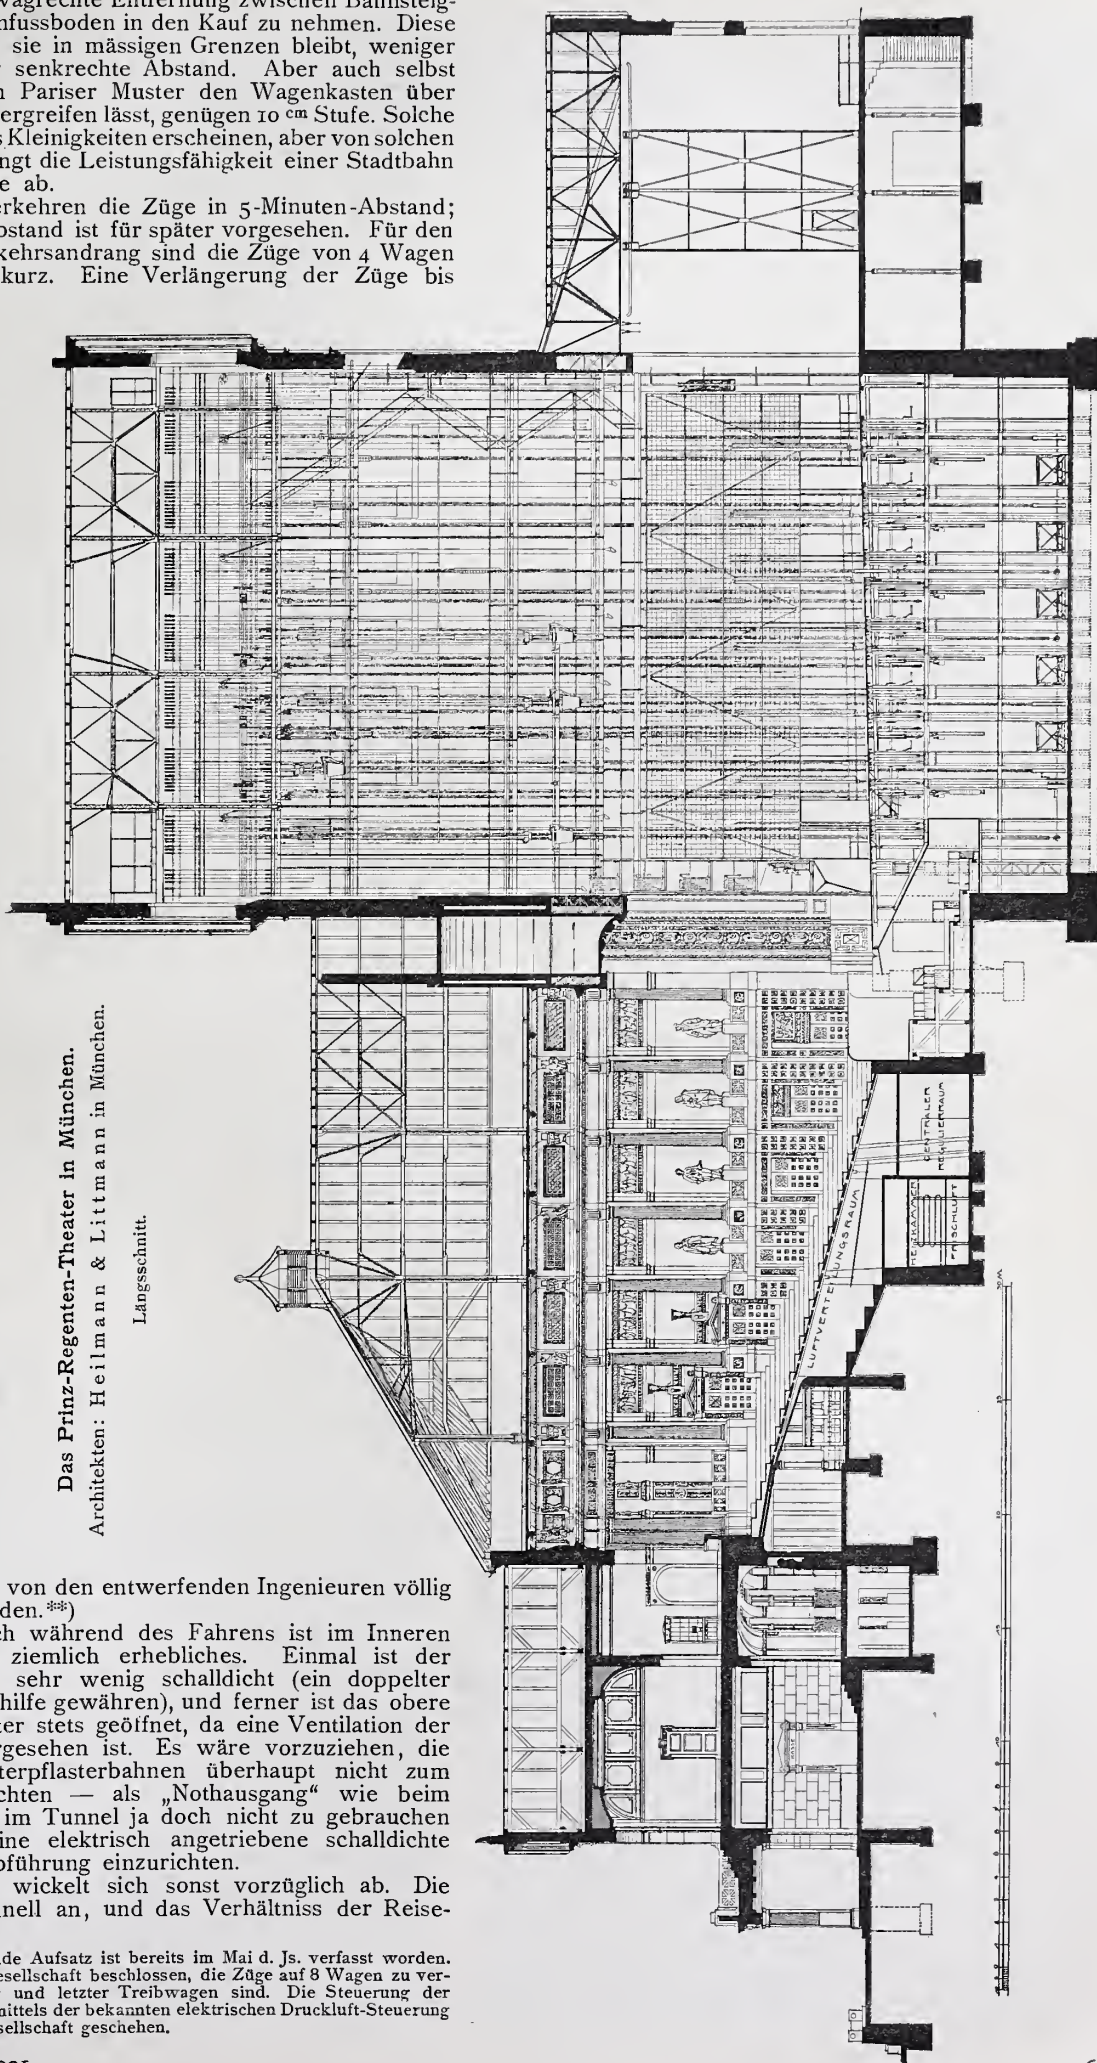 wagrechte Entfernung zwischen Bahnsteig-
nfussboden in den Kauf zu nehmen. Diese
sie in mässigen Grenzen bleibt, weniger
senkrechte Abstand. Aber auch selbst
Pariser Muster den Wagenkasten über
ergreifen lässt, genügen 10 cm Stufe. Solche
Kleinigkeiten erscheinen, aber von solchen
ngt die Leistungsfähigkeit einer Stadtbahn
e ab.
erkehren die Züge in 5-Minuten-Abstand;
bstand ist für später vorgesehen. Für den
kehrsandrang sind die Züge von 4 Wagen
kurz. Eine Verlängerung der Züge bis
Das Prinz-Regenten-Theater in München.
Architekten: Heilmann & Littmann in München.
Längsschnitt.
CENTRALER
REGULIERRAUM
HEIZKAMMER
FRISCHLUFT
LUFTVERTEILUNGSRAUM
KASSE
von den entwerfenden Ingenieuren völlig
den.**)
ch während des Fahrens ist im Inneren
ziemlich erhebliches. Einmal ist der
sehr wenig schalldicht (ein doppelter
hilfe gewähren), und ferner ist das obere
ter stets geöffnet, da eine Ventilation der
rgesehen ist. Es wäre vorzuziehen, die
terpflasterbahnen überhaupt nicht zum
chten — als „Nothausgang“ wie beim
im Tunnel ja doch nicht zu gebrauchen
ine elektrisch angetriebene schalldichte
bführung einzurichten.
wickelt sich sonst vorzüglich ab. Die
nell an, und das Verhältniss der Reise-
de Aufsatz ist bereits im Mai d. Js. verfasst worden.
esellschaft beschlossen, die Züge auf 8 Wagen zu ver-
und letzter Treibwagen sind. Die Steuerung der
mittels der bekannten elektrischen Druckluft-Steuerung
sellschaft geschehen.